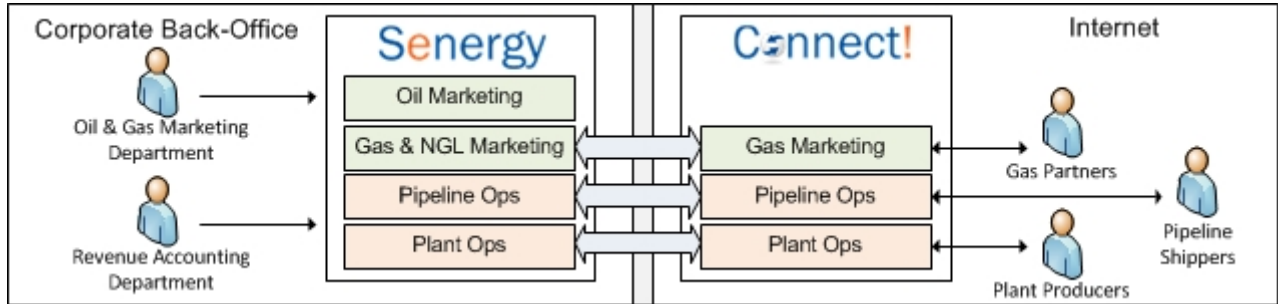 Corporate Back-Office
Oil & Gas Marketing
Department
Revenue Accounting
Department
Senergy
Oil Marketing
Gas & NGL Marketing
Pipeline Ops
Plant Ops
Connect!
Gas Marketing
Pipeline Ops
Plant Ops
Internet
Gas Partners
Pipeline
Shippers
Plant Producers